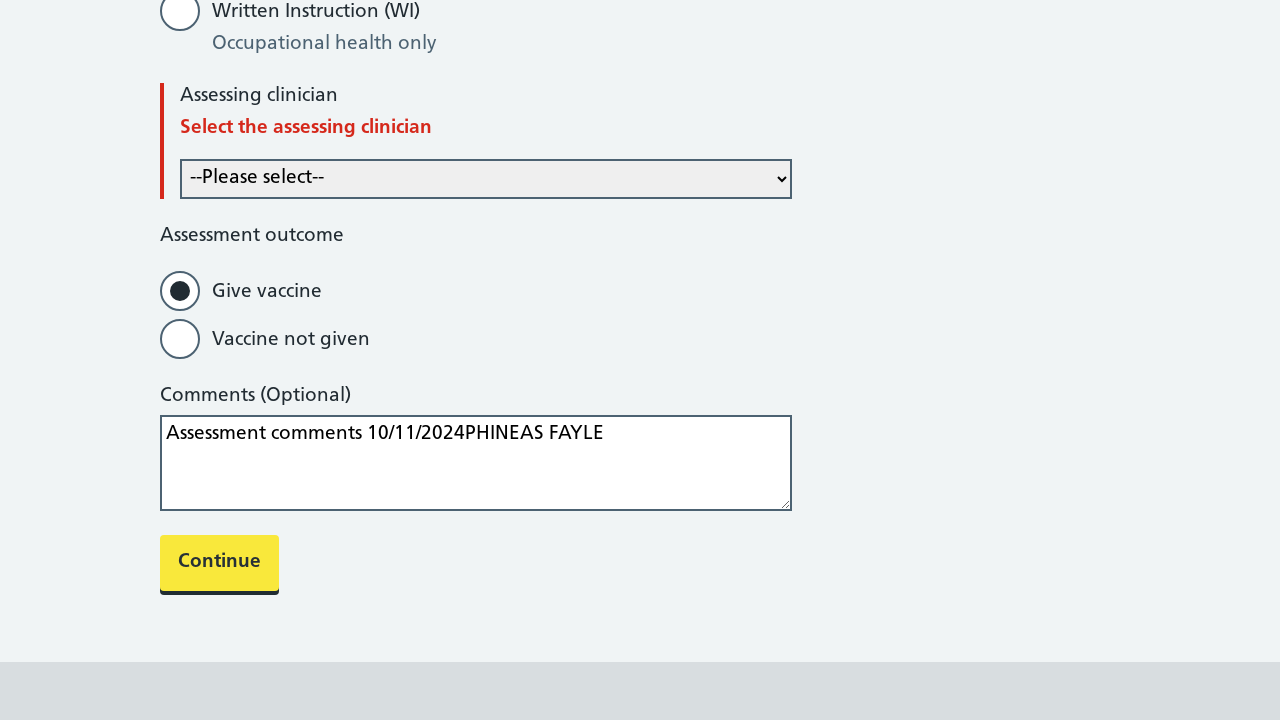 Written Instruction (WI)
Occupational health only
Assessing clinician
Select the assessing clinician
--Please select--
Assessment outcome
Give vaccine
Vaccine not given
Comments (Optional)
Assessment comments 10/11/2024PHINEAS FAYLE
Continue